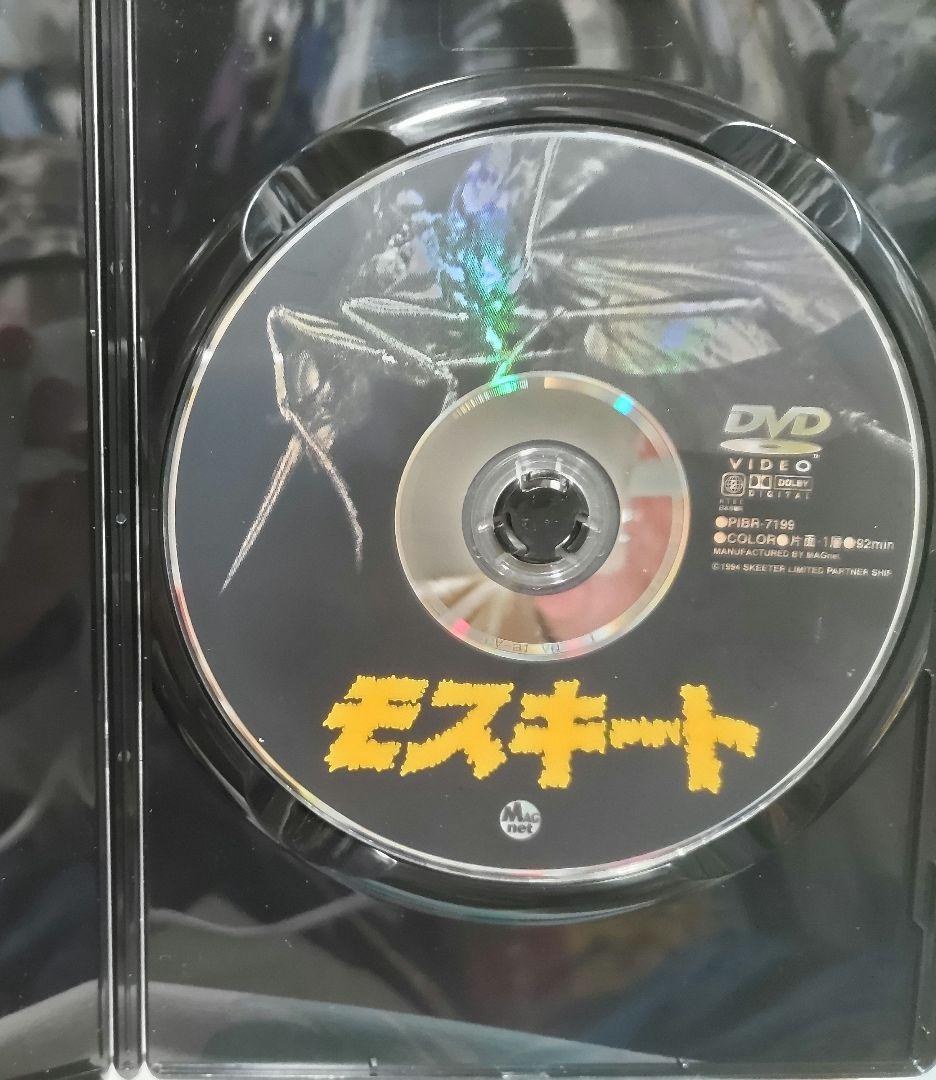 DVD
VIDEO
DOLBY
DIGITAL
●PIBR-7199
●COLOR●片面・1層●92min
MANUFACTURED BY MAGnet
©1994 SKEETER LIMITED PARTNER SHIP
モスキート
MAG
net